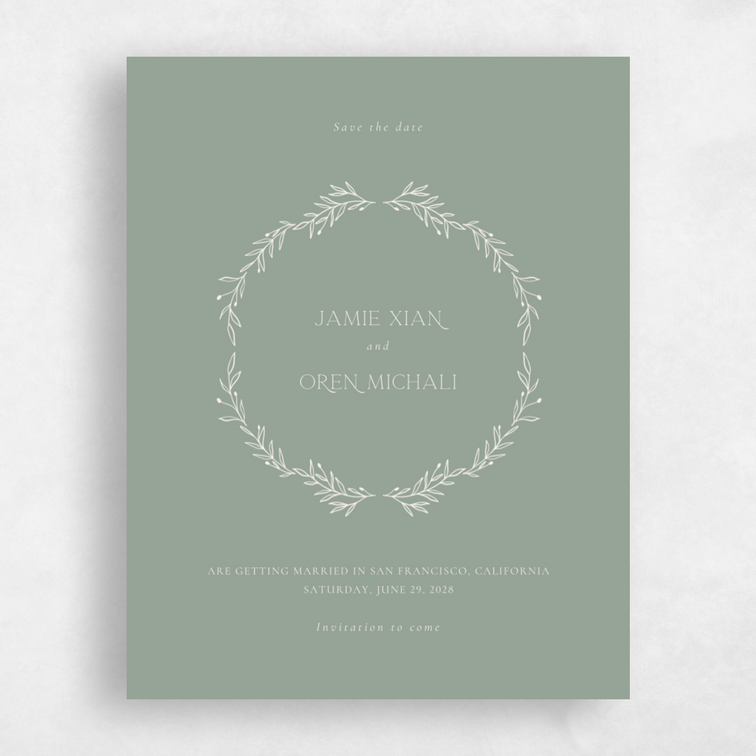 Save the date
JAMIE XIAN
and
OREN MICHALI
ARE GETTING MARRIED IN SAN FRANCISCO, CALIFORNIA
SATURDAY, JUNE 29, 2028
Invitation to come